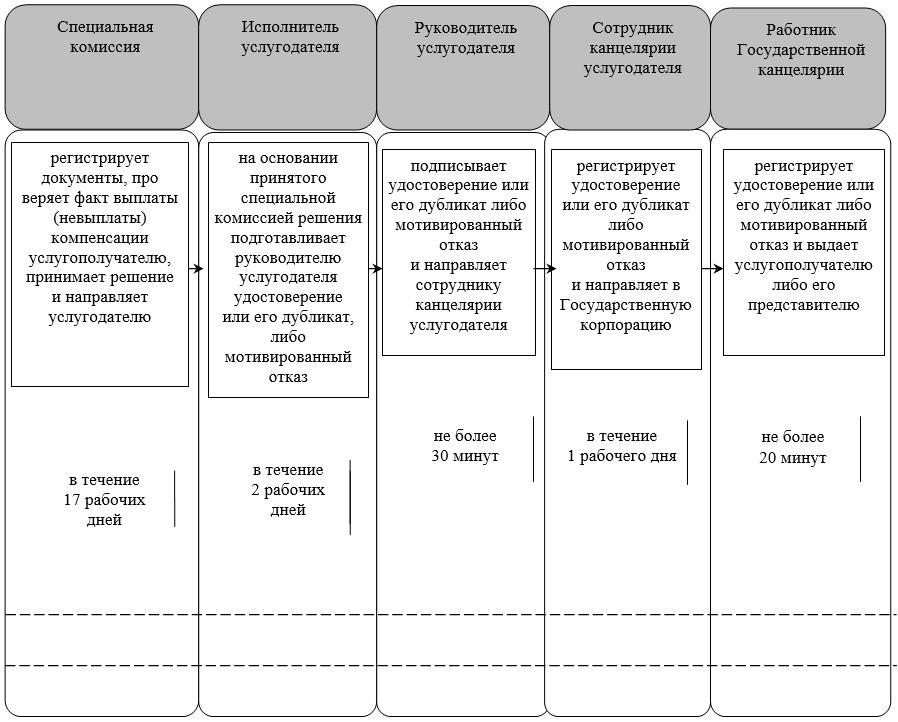 Специальная
комиссия
Исполнитель
услугодателя
Руководитель
услугодателя
Сотрудник
канцелярии
услугодателя
Работник
Государственной
канцелярии
регистрирует
документы, про
веряет факт выплаты
(невыплаты)
компенсации
услугополучателю,
принимает решение
и направляет
услугодателю
на основании
принятого
специальной
комиссией решения
подготавливает
руководителю
услугодателя
удостоверение
или его дубликат,
либо
мотивированный
отказ
подписывает
удостоверение или
его дубликат либо
мотивированный
отказ
и направляет
сотруднику
канцелярии
услугодателя
регистрирует
удостоверение
или его дубликат
либо
мотивированный
отказ
и направляет в
Государственную
корпорацию
регистрирует
удостоверение или
его дубликат либо
мотивированный
отказ и выдает
услугополучателю
либо его
представителю
в течение
17 рабочих
дней
в течение
2 рабочих
дней
не более
30 минут
в течение
1 рабочего дня
не более
20 минут